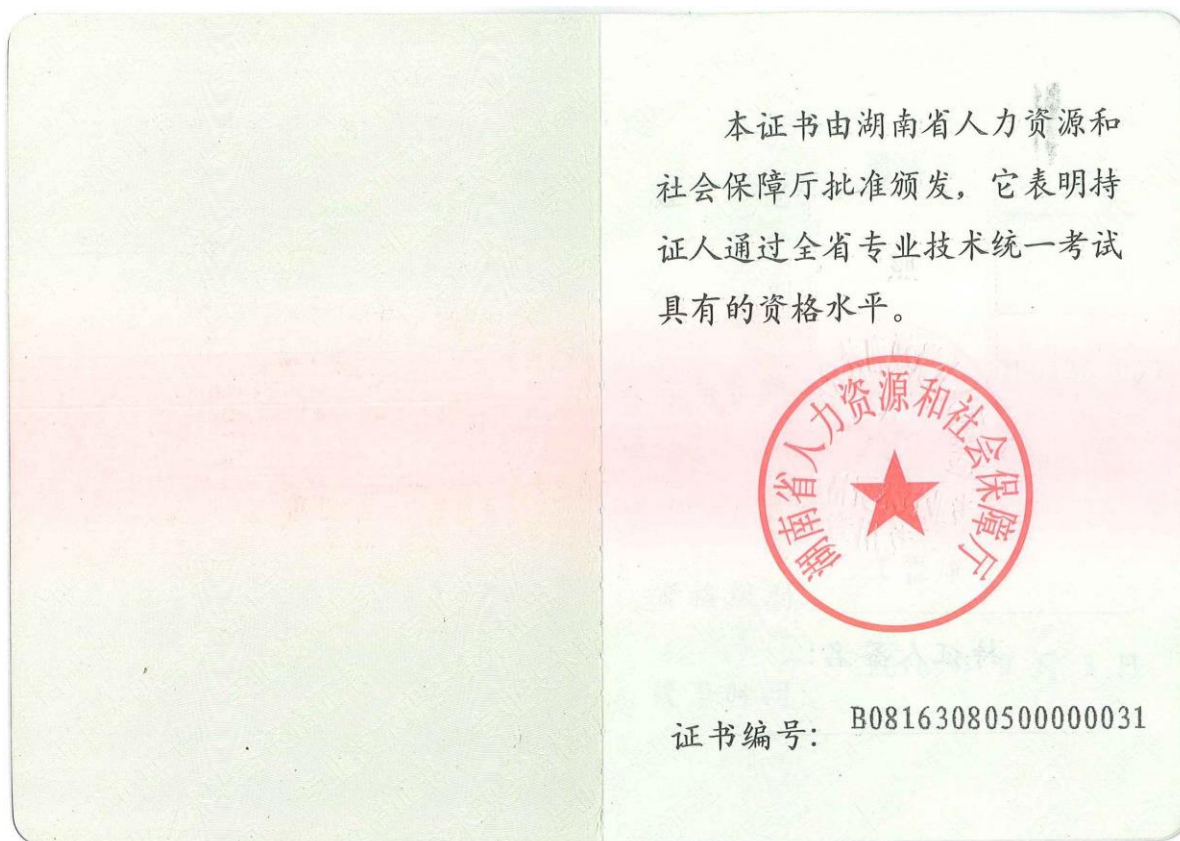 本证书由湖南省人力资源和
社会保障厅批准颁发，它表明持
证人通过全省专业技术统一考试
具有的资格水平。
湖南省人力资源和社会保障厅
证书编号：B08163080500000031